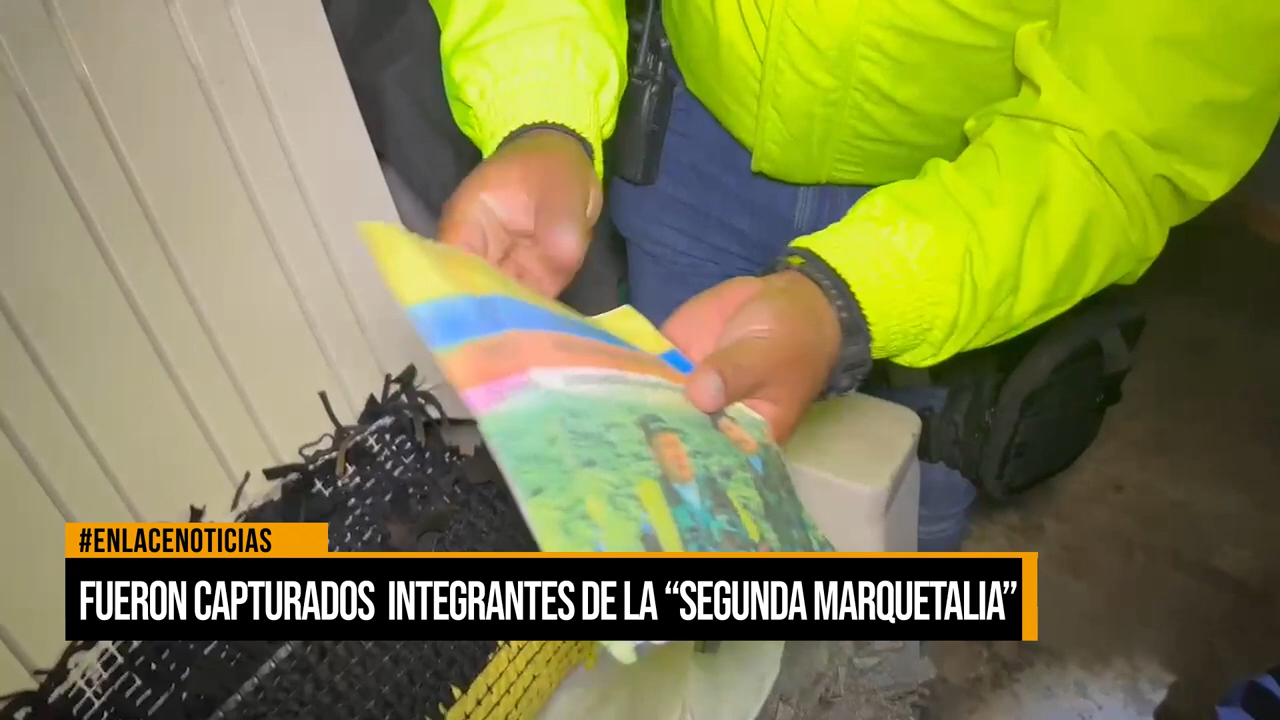 #ENLACENOTICIAS
FUERON CAPTURADOS INTEGRANTES DE LA “SEGUNDA MARQUETALIA”